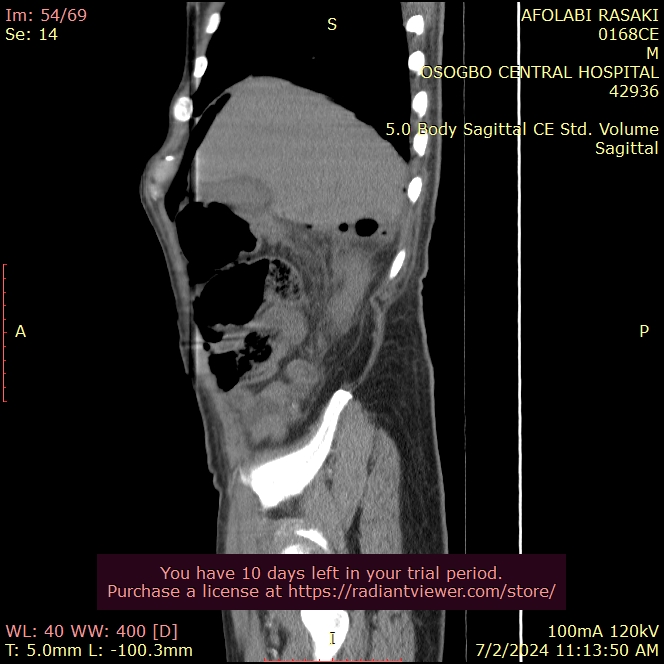 Im: 54/69
Se: 14
S
AFOLABI RASAKI
0168CE
M
OSOGBO CENTRAL HOSPITAL
42936
5.0 Body Sagittal CE Std. Volume
Sagittal
A
P
You have 10 days left in your trial period.
Purchase a license at https://radiantviewer.com/store/
WL: 40 WW: 400 [D]
T: 5.0mm L: -100.3mm
I
100mA 120kV
7/2/2024 11:13:50 AM